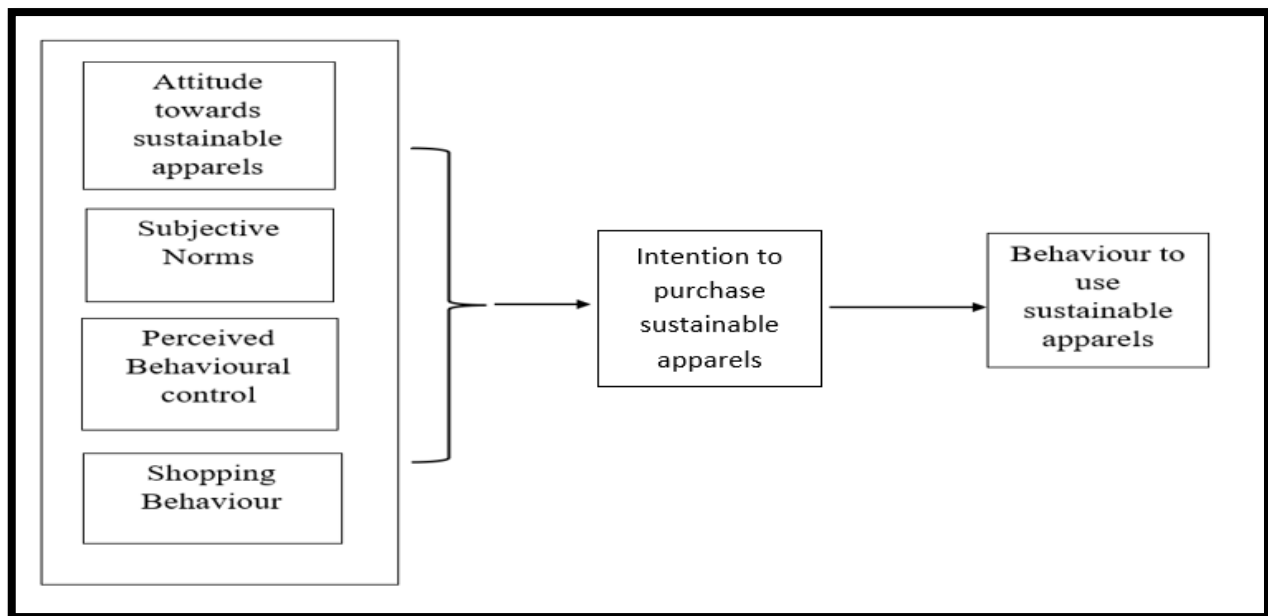 Attitude
towards
sustainable
apparels
Subjective
Norms
Perceived
Behavioural
control
Shopping
Behaviour
Intention to
purchase
sustainable
apparels
Behaviour to
use
sustainable
apparels